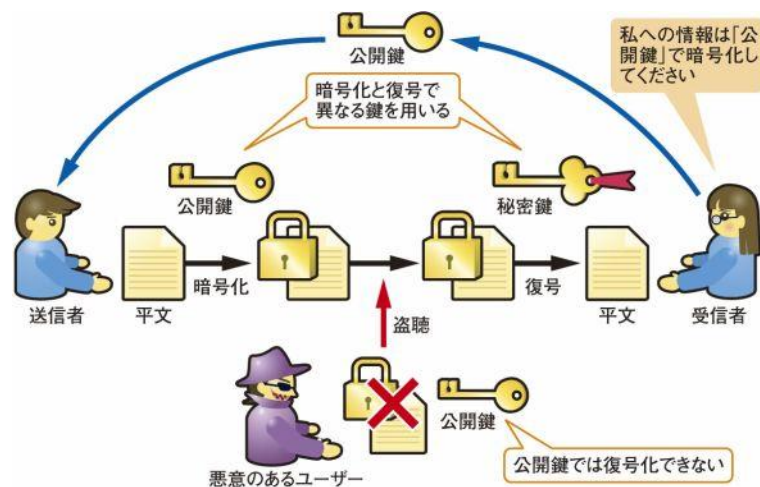 公開鍵
私への情報は「公
開鍵」で暗号化し
てください
暗号化と復号で
異なる鍵を用いる
公開鍵
秘密鍵
送信者
平文
暗号化
復号
平文
受信者
盗聴
悪意のあるユーザー
公開鍵
公開鍵では復号化できない